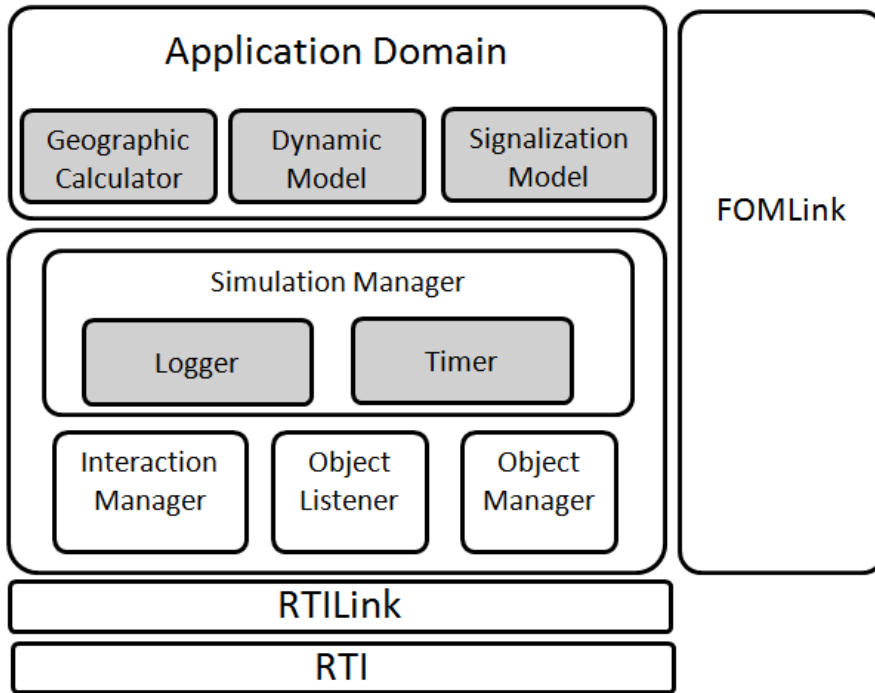 Application Domain
Geographic
Calculator
Dynamic
Model
Signalization
Model
FOMLink
Simulation Manager
Logger
Timer
Interaction
Manager
Object
Listener
Object
Manager
RTILink
RTI